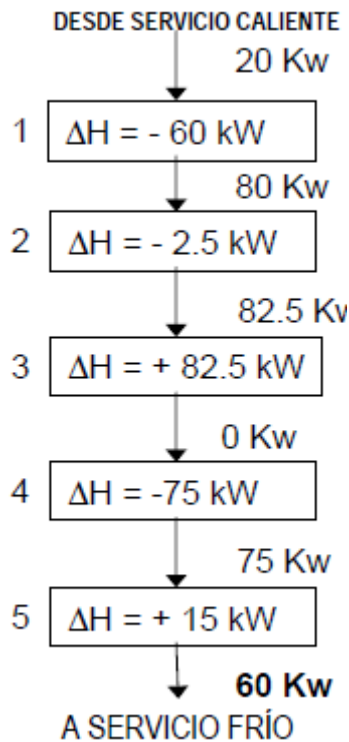 DESDE SERVICIO CALIENTE
20 Kw
1 ΔH = - 60 kW
80 Kw
2 ΔH = - 2.5 kW
82.5 Kw
3 ΔH = + 82.5 kW
0 Kw
4 ΔH = -75 kW
75 Kw
5 ΔH = + 15 kW
60 Kw
A SERVICIO FRÍO